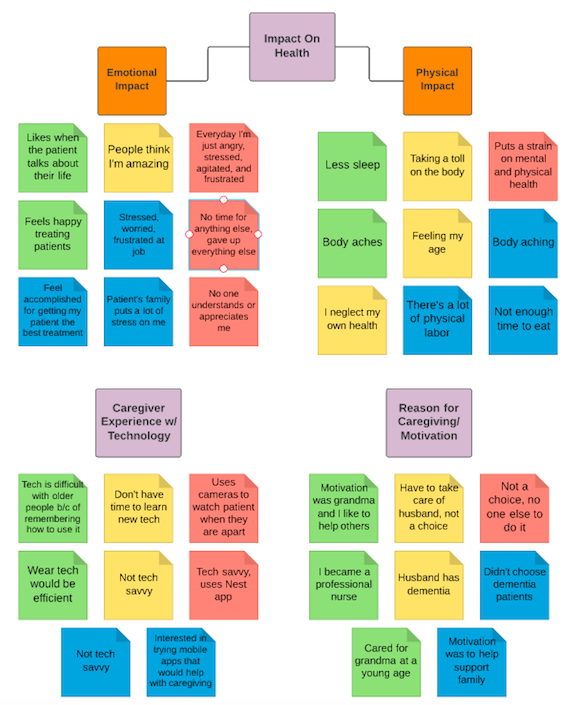 Impact On
Health
Emotional
Impact
Physical
Impact
Likes when
the patient
talks about
their life
People think
I'm amazing
Everyday I'm
just angry,
stressed,
agitated, and
frustrated
Feels happy
treating
patients
Stressed,
worried,
frustrated at
job
No time for
anything else,
gave up
everything else
Feel
accomplished
for getting my
patient the
best treatment
Patient's family
puts a lot of
stress on me
No one
understands or
appreciates
me
Less sleep
Taking a toll
on the body
Puts a strain
on mental
and physical
health
Body aches
Feeling my
age
Body aching
I neglect my
own health
There's a lot
of physical
labor
Not enough
time to eat
Caregiver
Experience w/
Technology
Tech is difficult
with older
people b/c of
remembering
how to use it
Don't have
time to learn
new tech
Uses
cameras to
watch patient
when they
are apart
Wear tech
would be
efficient
Not tech
savvy
Tech savvy,
uses Nest
app
Not tech
savvy
Interested in
trying mobile
apps that
would help
with caregiving
Reason for
Caregiving/
Motivation
Motivation
was grandma
and I like to
help others
Have to take
care of
husband, not
a choice
Not a
choice, no
one else to
do it
I became a
professional
nurse
Husband has
dementia
Didn't choose
dementia
patients
Cared for
grandma at a
young age
Motivation
was to help
support
family